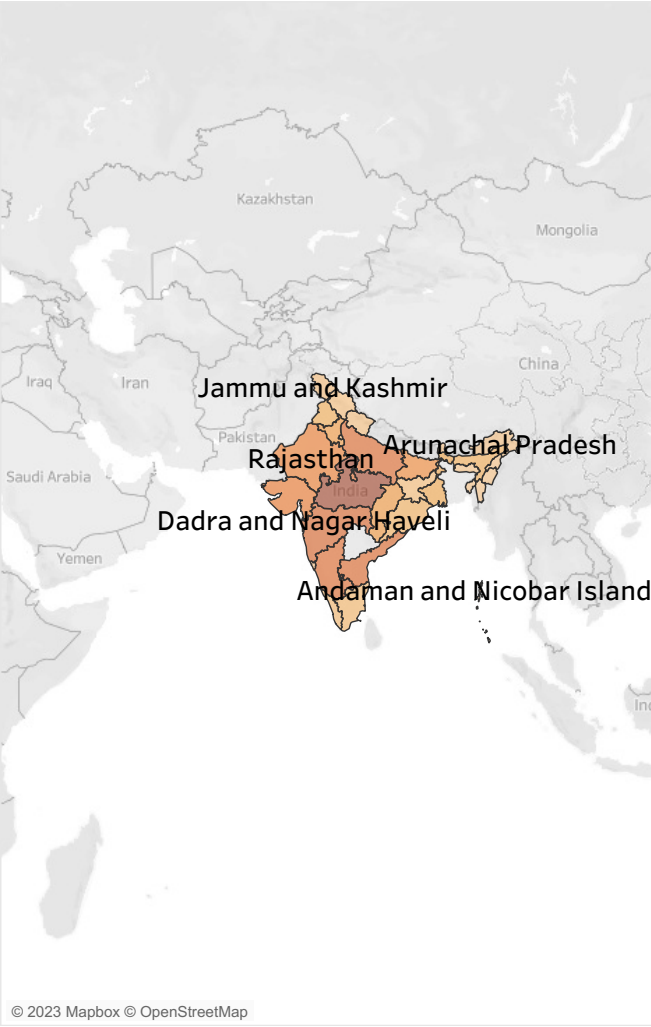 Kazakhstan
Mongolia
China
Iraq
Iran
Jammu and Kashmir
Pakistan
Arunachal Pradesh
Rajasthan
Saudi Arabia
India
Dadra and Nagar Haveli
Yemen
Andaman and Nicobar Island
© 2023 Mapbox © OpenStreetMap